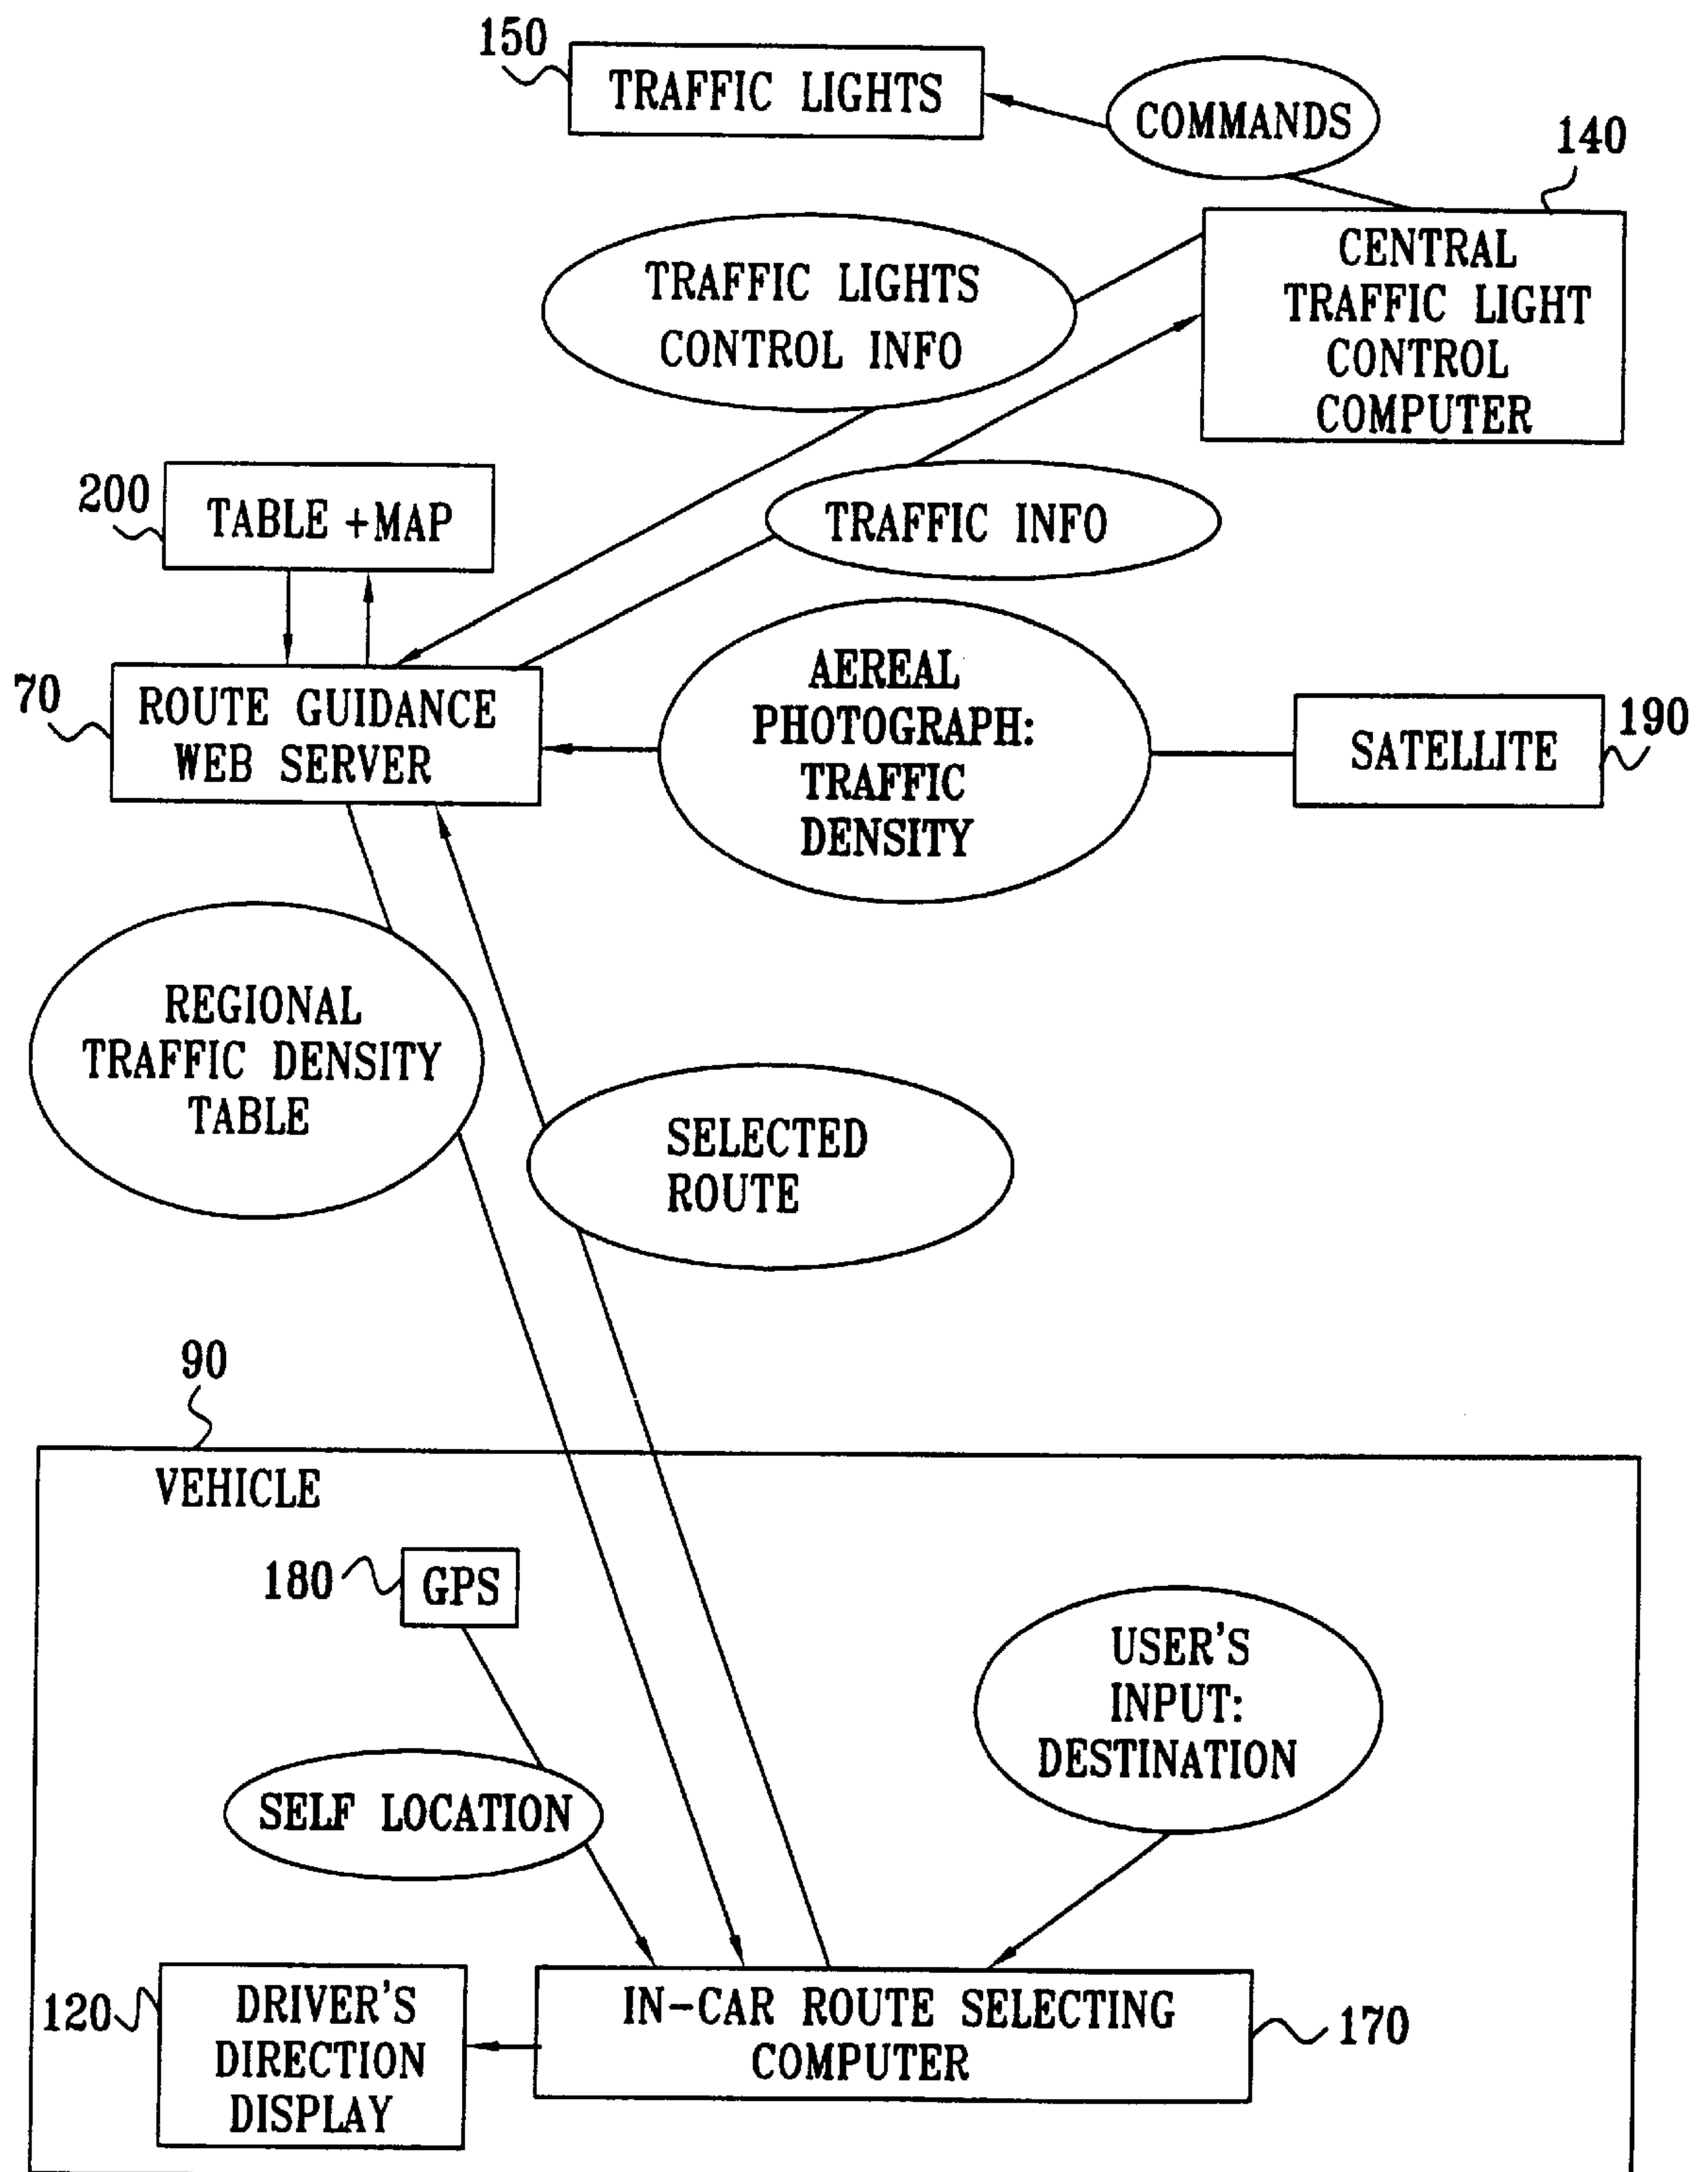 150
TRAFFIC LIGHTS
COMMANDS
140
CENTRAL
TRAFFIC LIGHT
CONTROL
COMPUTER
TRAFFIC LIGHTS
CONTROL INFO
200
TABLE +MAP
TRAFFIC INFO
70
ROUTE GUIDANCE
WEB SERVER
AEREAL
PHOTOGRAPH:
TRAFFIC
DENSITY
SATELLITE
190
REGIONAL
TRAFFIC DENSITY
TABLE
SELECTED
ROUTE
90
VEHICLE
180
GPS
USER'S
INPUT:
DESTINATION
SELF LOCATION
120
DRIVER'S
DIRECTION
DISPLAY
IN-CAR ROUTE SELECTING
COMPUTER
170